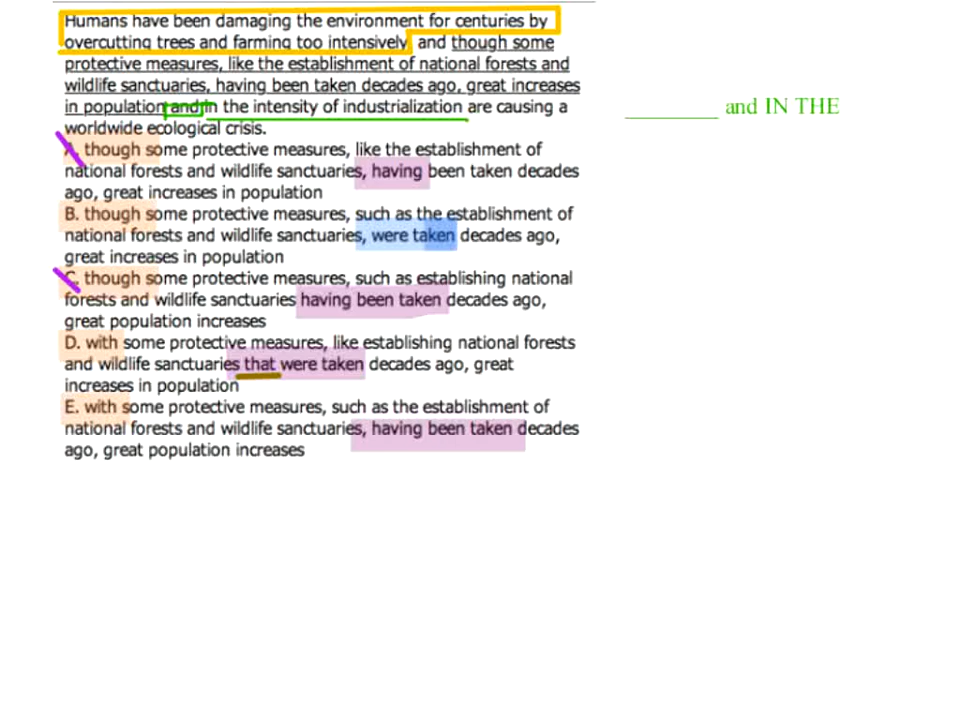 Humans have been damaging the environment for centuries by
overcutting trees and farming too intensively, and though some
protective measures, like the establishment of national forests and
wildlife sanctuaries, having been taken decades ago, great increases
in population and in the intensity of industrialization are causing a
worldwide ecological crisis.
________ and IN THE
A. though some protective measures, like the establishment of
national forests and wildlife sanctuaries, having been taken decades
ago, great increases in population
B. though some protective measures, such as the establishment of
national forests and wildlife sanctuaries, were taken decades ago,
great increases in population
C. though some protective measures, such as establishing national
forests and wildlife sanctuaries having been taken decades ago,
great population increases
D. with some protective measures, like establishing national forests
and wildlife sanctuaries that were taken decades ago, great
increases in population
E. with some protective measures, such as the establishment of
national forests and wildlife sanctuaries, having been taken decades
ago, great population increases